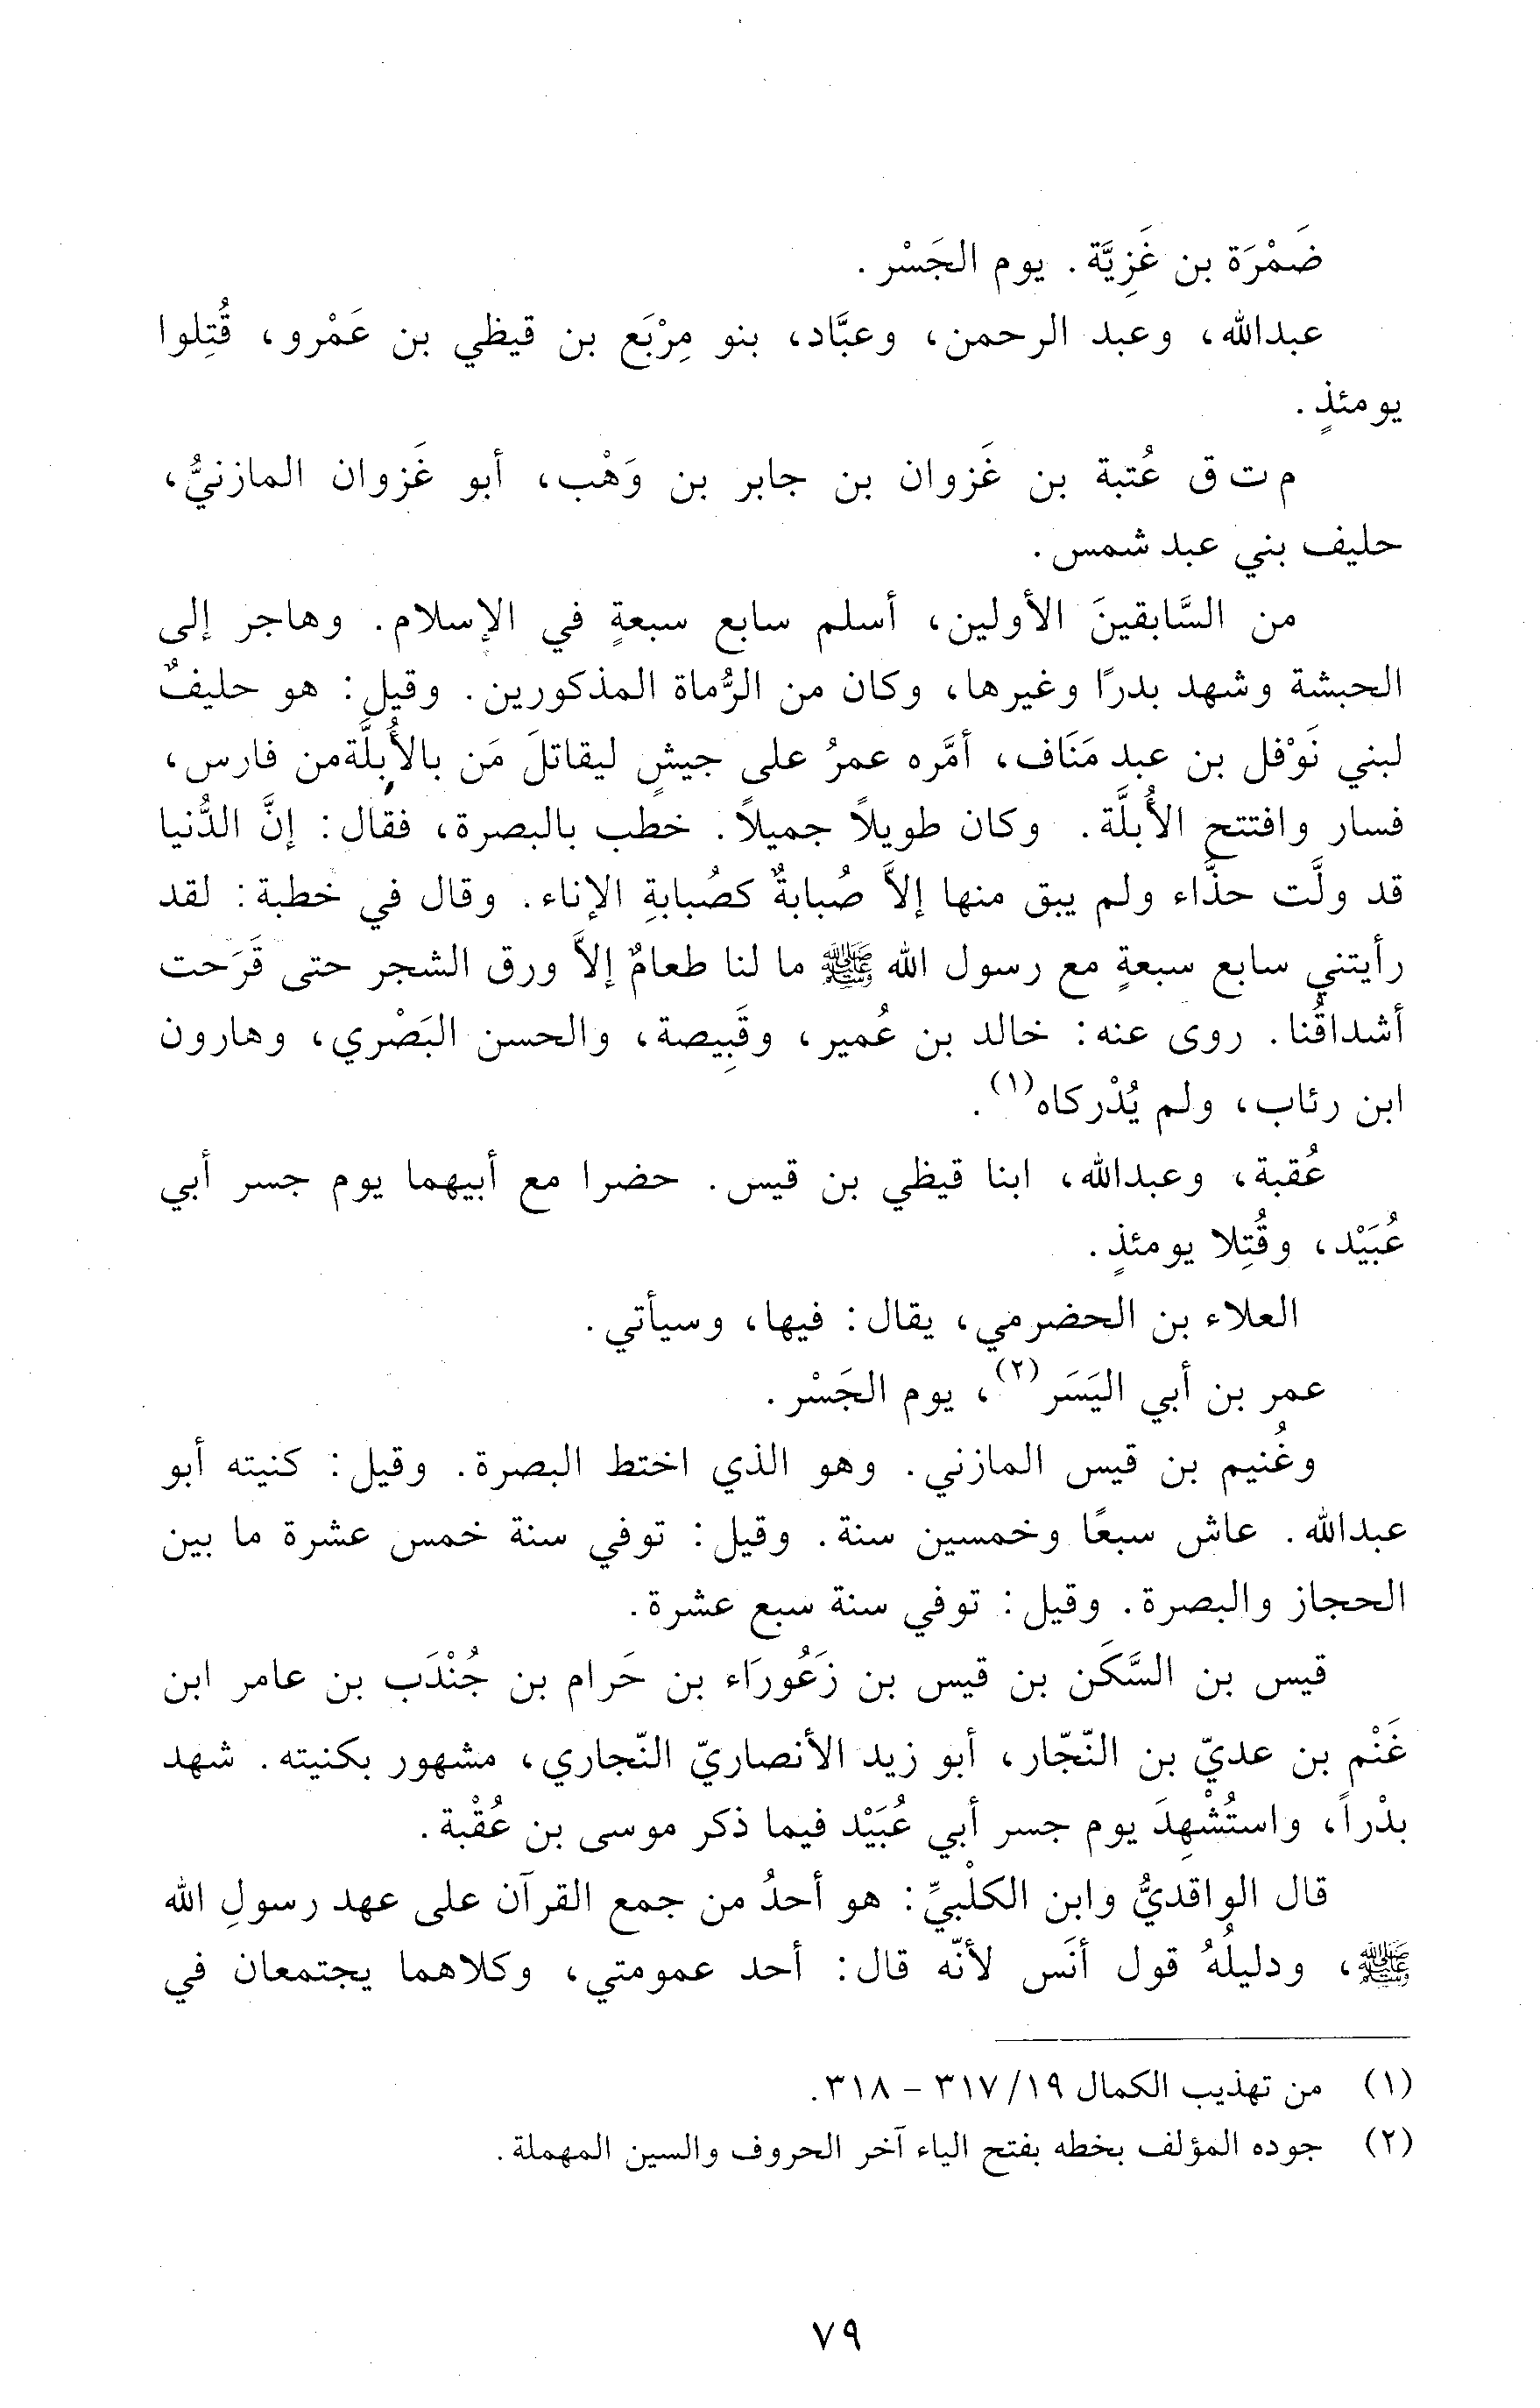 ضَمْرَة بن غَزِيَّة. يوم الجَسْر.
عبدالله، وعبد الرحمن، وعبَّاد، بنو مِرْبَع بن قيظي بن عَمْرو، قُتِلوا
يومئذٍ.
م ت ق عُتبة بن غَزوان بن جابر بن وَهْب، أبو غَزوان المازنيُّ،
حليف بني عبد شمس.
من السَّابقينَ الأولين، أسلم سابع سبعةٍ في الإسلام. وهاجر إلى
الحبشة وشهد بدرًا وغيرها، وكان من الرُّماة المذكورين. وقيل: هو حليفٌ
لبني نَوْفل بن عبد مَنَاف، أمَّره عمرُ على جيشٍ ليقاتلَ مَن بالأُبلَّةمن فارس،
فسار وافتتح الأُبلَّة. وكان طويلاً جميلاً. خطب بالبصرة، فقال: إنَّ الدُّنيا
قد ولَّت حذَّاء ولم يبق منها إلاَّ صُبابةٌ كصُبابةِ الإناء. وقال في خطبة: لقد
رأيتني سابع سبعةٍ مع رسول الله ﷺ ما لنا طعامٌ إلاَّ ورق الشجر حتى قَرَحت
أشداقُنا. روى عنه: خالد بن عُمير، وقَبِيصة، والحسن البَصْري، وهارون
ابن رئاب، ولم يُدْركاه(١).
عُقبة، وعبدالله، ابنا قيظي بن قيس. حضرا مع أبيهما يوم جسر أبي
عُبَيْد، وقُتِلا يومئذٍ.
العلاء بن الحضرمي، يقال: فيها، وسيأتي.
عمر بن أبي اليَسَر(٢)، يوم الجَسْر.
وغُنيم بن قيس المازني. وهو الذي اختط البصرة. وقيل: كنيته أبو
عبدالله. عاش سبعًا وخمسين سنة. وقيل: توفي سنة خمس عشرة ما بين
الحجاز والبصرة. وقيل: توفي سنة سبع عشرة.
قيس بن السَّكَن بن قيس بن زَعُورَاء بن حَرام بن جُنْدَب بن عامر ابن
غَنْم بن عديّ بن النّجّار، أبو زيد الأنصاريّ النّجاري، مشهور بكنيته. شهد
بدْراً، واستُشْهِدَ يوم جسر أبي عُبَيْد فيما ذكر موسى بن عُقْبة.
قال الواقديُّ وابن الكلْبيِّ: هو أحدُ من جمع القرآن على عهد رسولِ الله
ﷺ، ودليلُهُ قول أنَس لأنّه قال: أحد عمومتي، وكلاهما يجتمعان في
(١) من تهذيب الكمال ١٩/ ٣١٧ – ٣١٨.
(٢) جوده المؤلف بخطه بفتح الياء آخر الحروف والسين المهملة.
٧٩